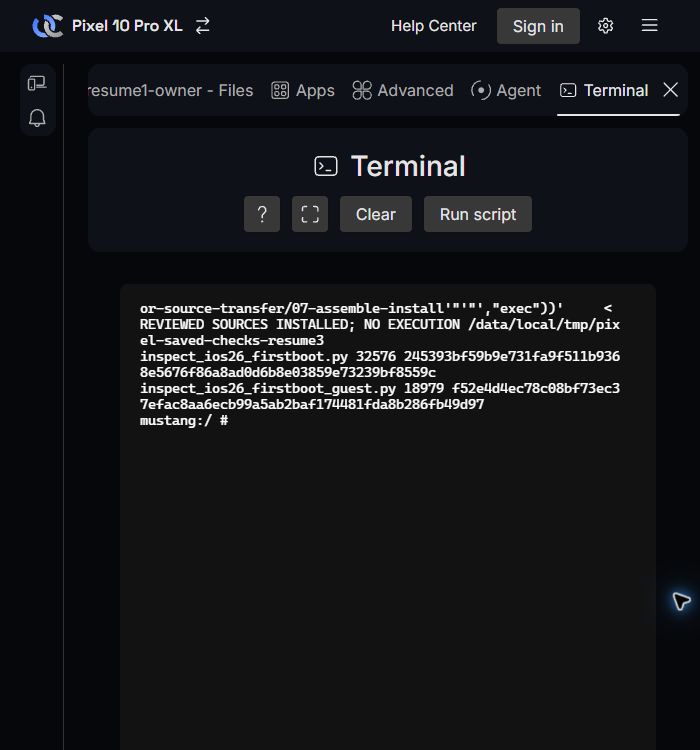 Pixel 10 Pro XL
Help Center
Sign in
resume1-owner - Files
Apps
Advanced
Agent
Terminal
Terminal
?
Clear
Run script
or-source-transfer/07-assemble-install'"'"',"exec"))'     <
REVIEWED SOURCES INSTALLED; NO EXECUTION /data/local/tmp/pix
el-saved-checks-resume3
inspect_ios26_firstboot.py 32576 245393bf59b9e731fa9f511b936
8e5676f86a8ad0d6b8e03859e73239bf8559c
inspect_ios26_firstboot_guest.py 18979 f52e4d4ec78c08bf73ec3
7efac8aa6ecb99a5ab2baf174481fda8b286fb49d97
mustang:/ #